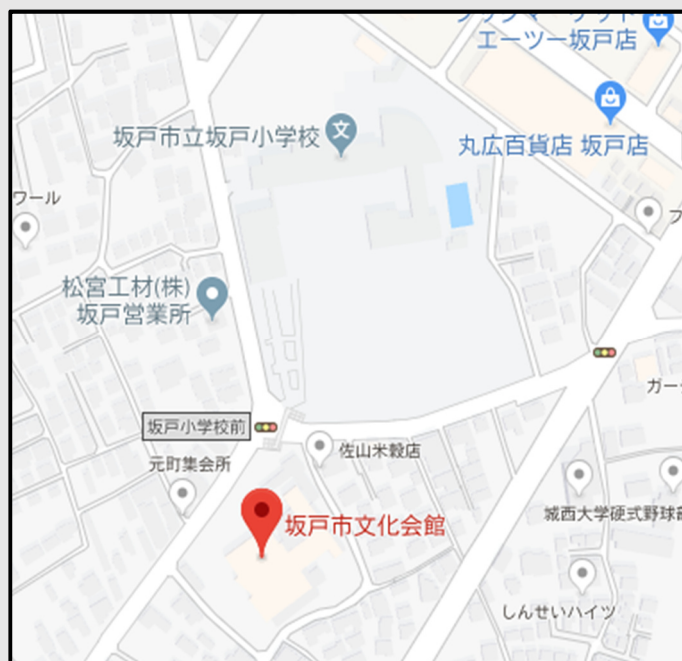 エーツー坂戸店
坂戸市立坂戸小学校
文
丸広百貨店 坂戸店
ワール
フ
松宮工材(株)
坂戸営業所
ガー
坂戸小学校前
佐山米穀店
元町集会所
城西大学硬式野球部
坂戸市文化会館
しんせいハイツ